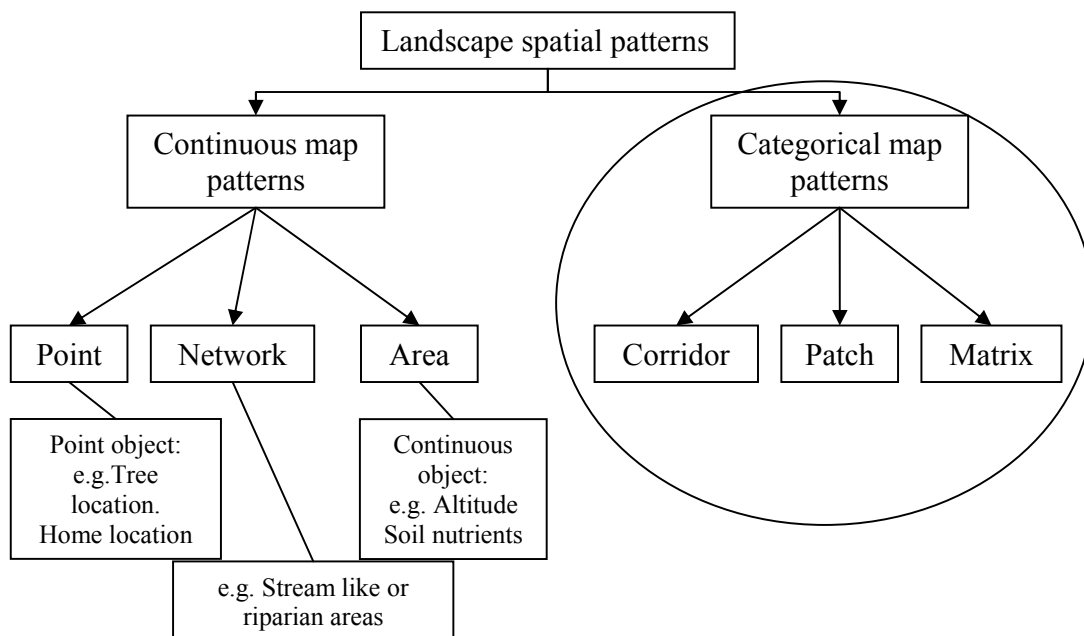 Landscape spatial patterns
Continuous map
patterns
Categorical map
patterns
Point
Network
Area
Corridor
Patch
Matrix
Point object:
e.g.Tree
location.
Home location
Continuous
object:
e.g. Altitude
Soil nutrients
e.g. Stream like or
riparian areas